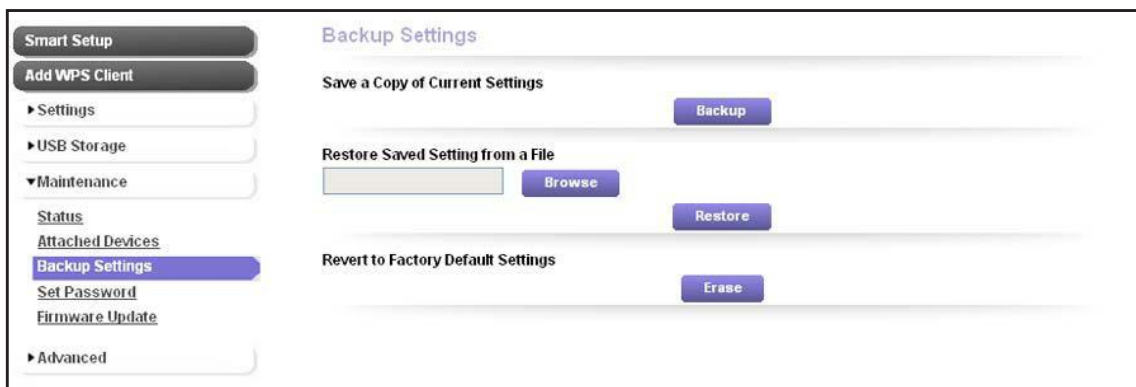 Smart Setup
Add WPS Client
Settings
USB Storage
Maintenance
Status
Attached Devices
Backup Settings
Set Password
Firmware Update
Advanced
Backup Settings
Save a Copy of Current Settings
Backup
Restore Saved Setting from a File
Browse
Restore
Revert to Factory Default Settings
Erase